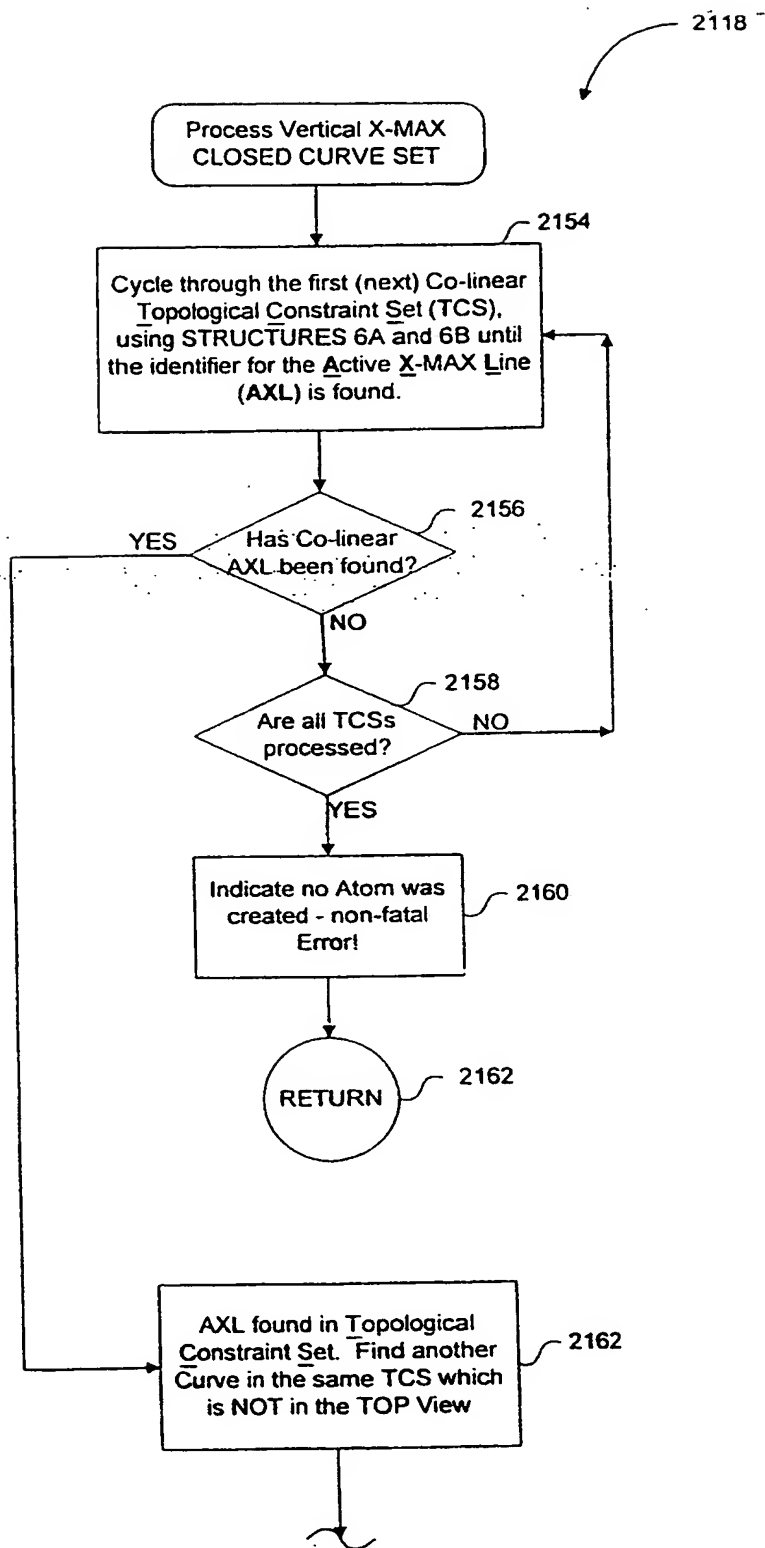 2118
Process Vertical X-MAX
CLOSED CURVE SET
2154
Cycle through the first (next) Co-linear
Topological Constraint Set (TCS),
using STRUCTURES 6A and 6B until
the identifier for the Active X-MAX Line
(AXL) is found.
2156
YES
Has Co-linear
AXL been found?
NO
2158
Are all TCSs
processed?
NO
YES
Indicate no Atom was
created - non-fatal
Error!
2160
RETURN
2162
AXL found in Topological
Constraint Set. Find another
Curve in the same TCS which
is NOT in the TOP View
2162